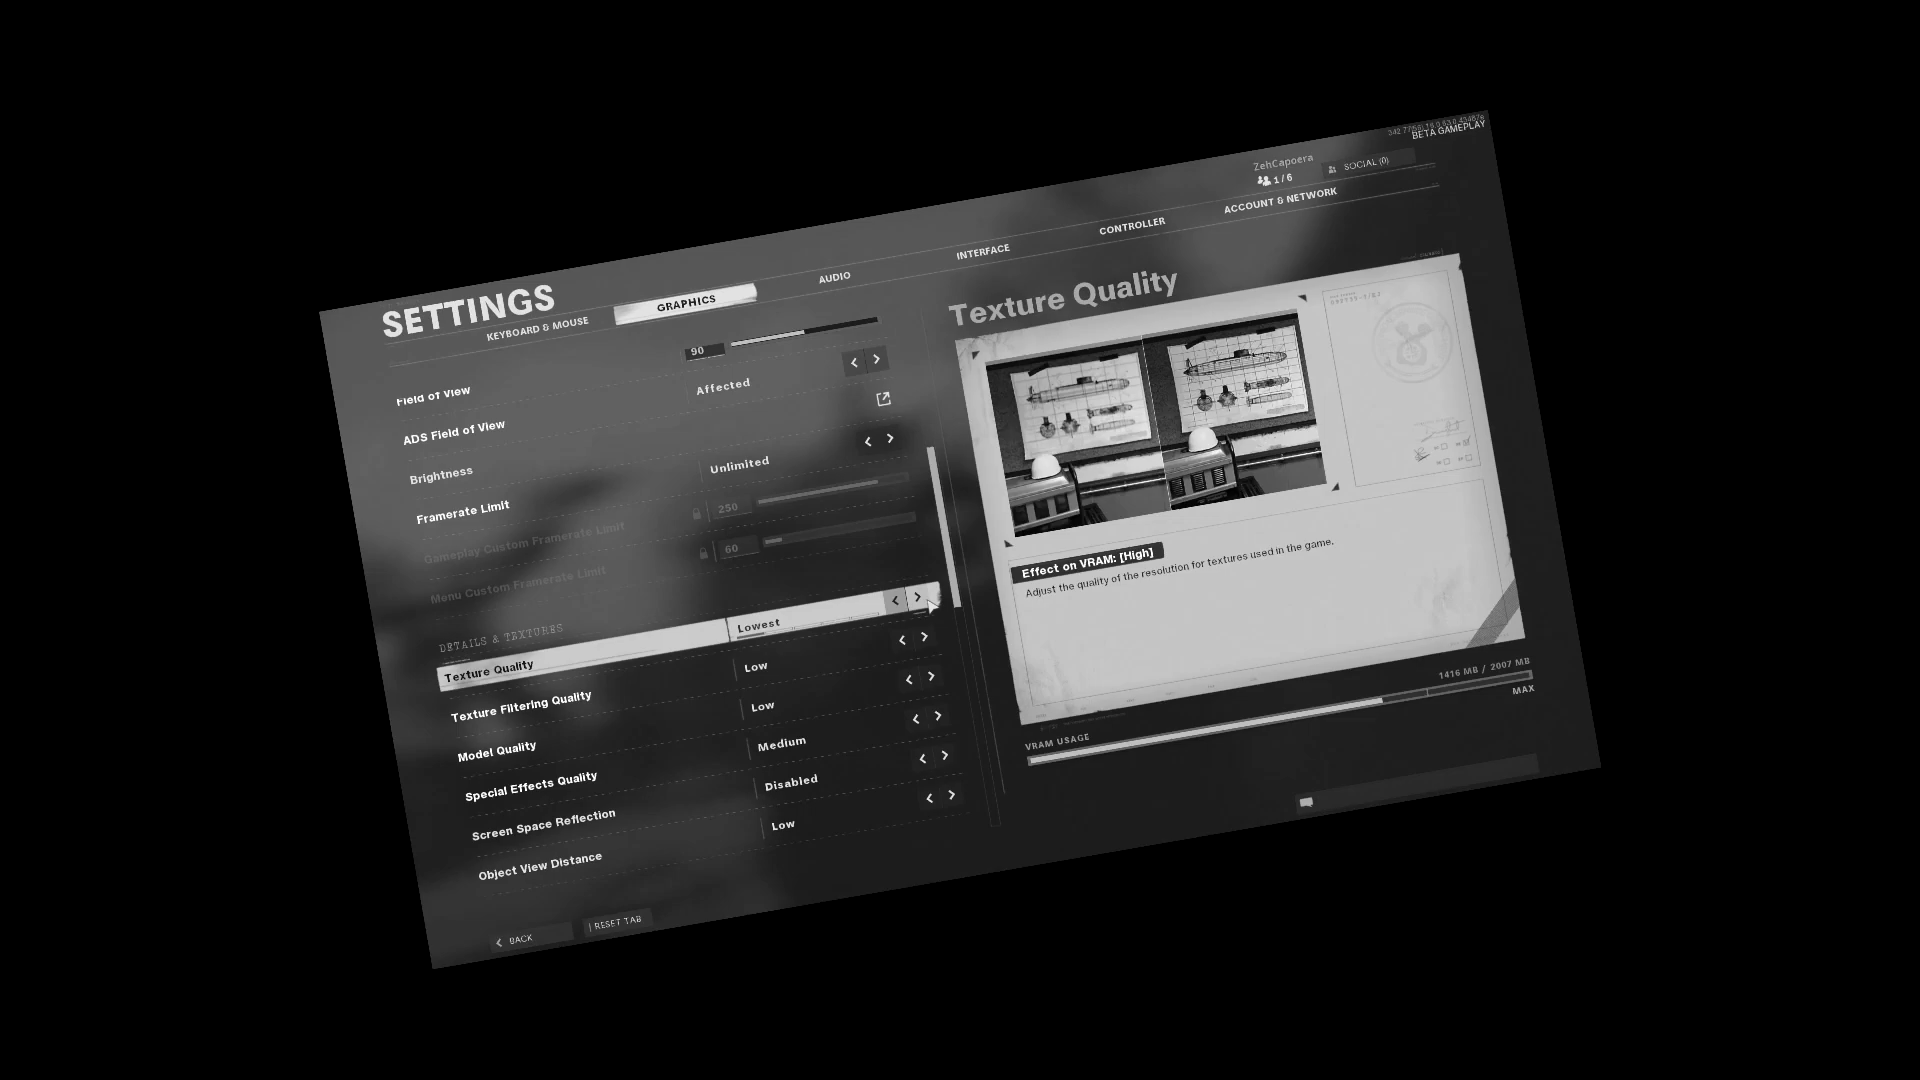 BETA GAMEPLAY
ZehCapoera
1 / 6
SOCIAL (0)
SETTINGS
KEYBOARD & MOUSE
GRAPHICS
AUDIO
INTERFACE
CONTROLLER
ACCOUNT & NETWORK
Field of View 90
ADS Field of View Affected
Brightness
Framerate Limit Unlimited
Gameplay Custom Framerate Limit 250
Menu Custom Framerate Limit 60
DETAILS & TEXTURES
Texture Quality Lowest
Texture Filtering Quality Low
Model Quality Low
Special Effects Quality Medium
Screen Space Reflection Disabled
Object View Distance Low
BACK
RESET TAB
Texture Quality
Effect on VRAM: [High]
Adjust the quality of the resolution for textures used in the game.
1416 MB / 2007 MB
VRAM USAGE
MAX